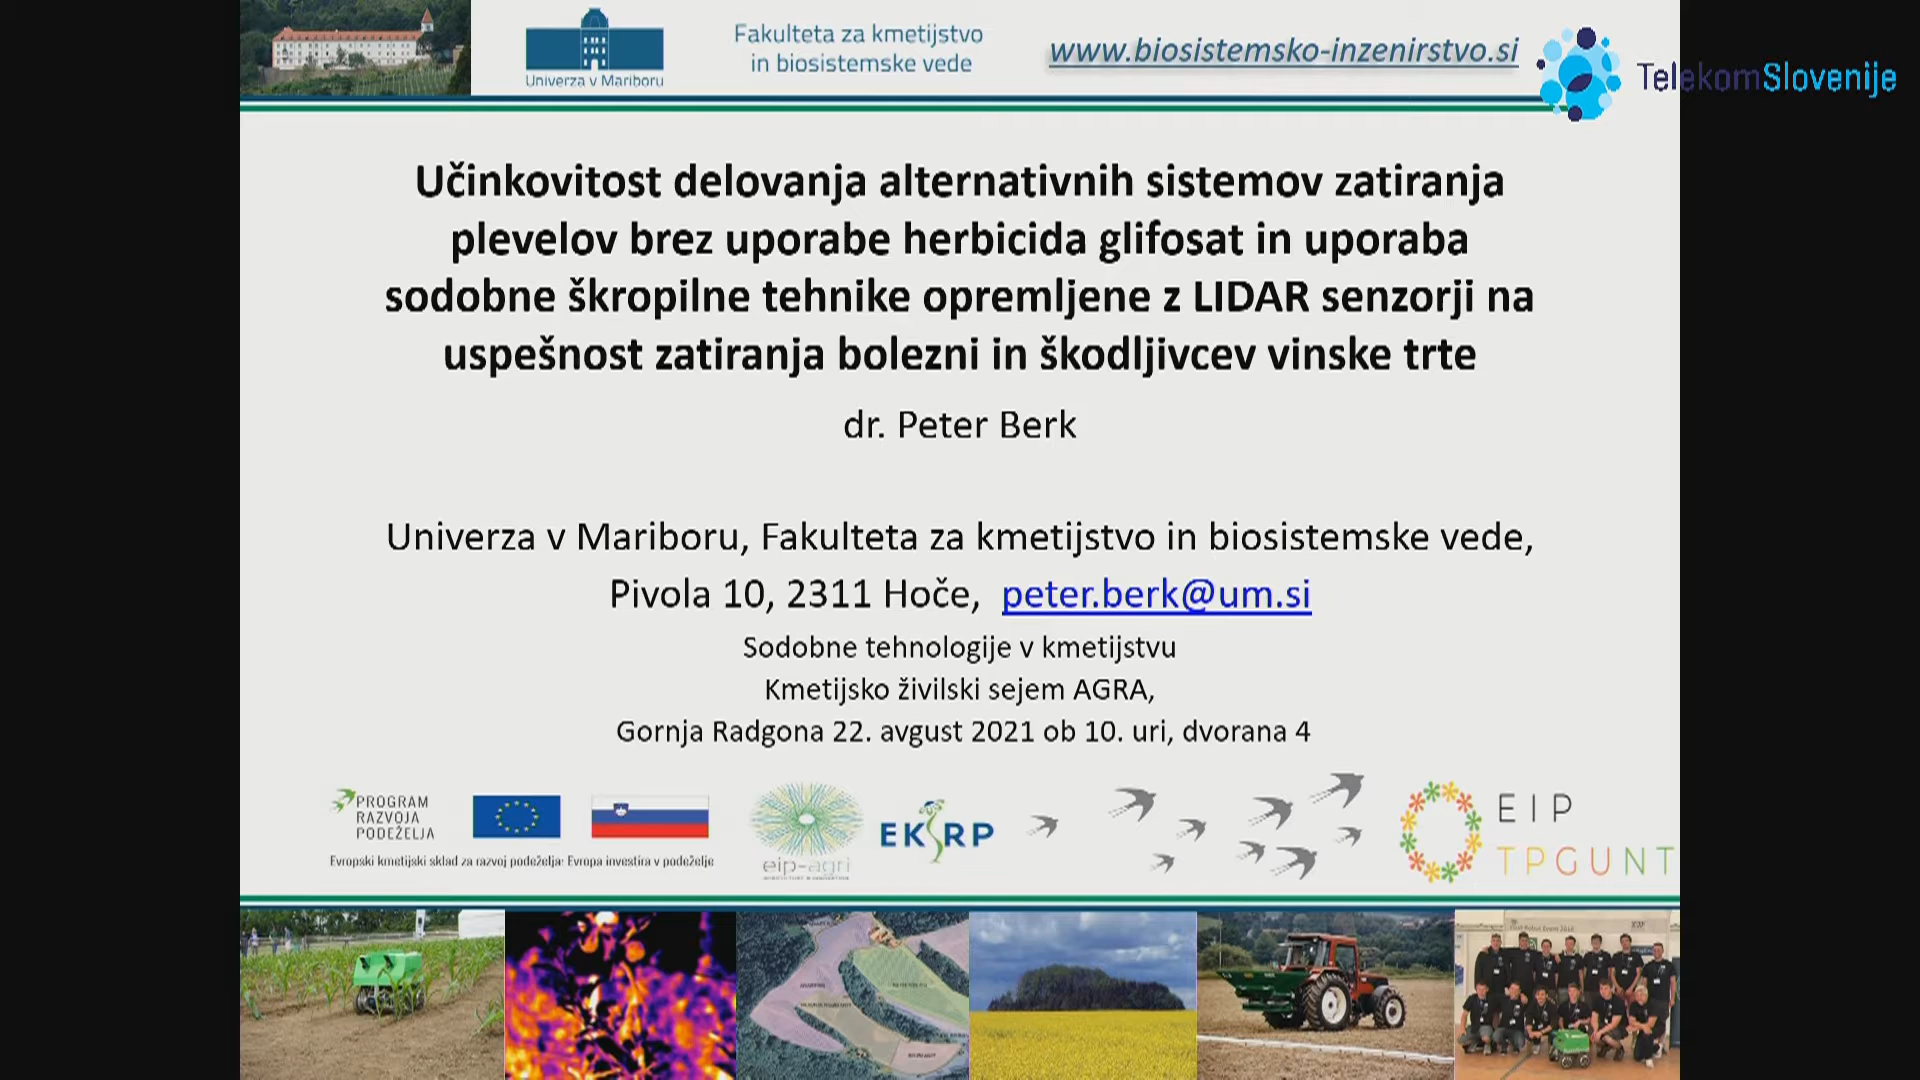 Univerza v Mariboru
Fakulteta za kmetijstvo
in biosistemske vede
www.biosistemsko-inzenirstvo.si
TelekomSlovenije
Učinkovitost delovanja alternativnih sistemov zatiranja
plevelov brez uporabe herbicida glifosat in uporaba
sodobne škropilne tehnike opremljene z LIDAR senzorji na
uspešnost zatiranja bolezni in škodljivcev vinske trte
dr. Peter Berk
Univerza v Mariboru, Fakulteta za kmetijstvo in biosistemske vede,
Pivola 10, 2311 Hoče, peter.berk@um.si
Sodobne tehnologije v kmetijstvu
Kmetijsko živilski sejem AGRA,
Gornja Radgona 22. avgust 2021 ob 10. uri, dvorana 4
PROGRAM
RAZVOJA
PODEŽELJA
Evropski kmetijski sklad za razvoj podeželja: Evropa investira v podeželje
eip-agri
EKSRP
EIP
TPGUNT